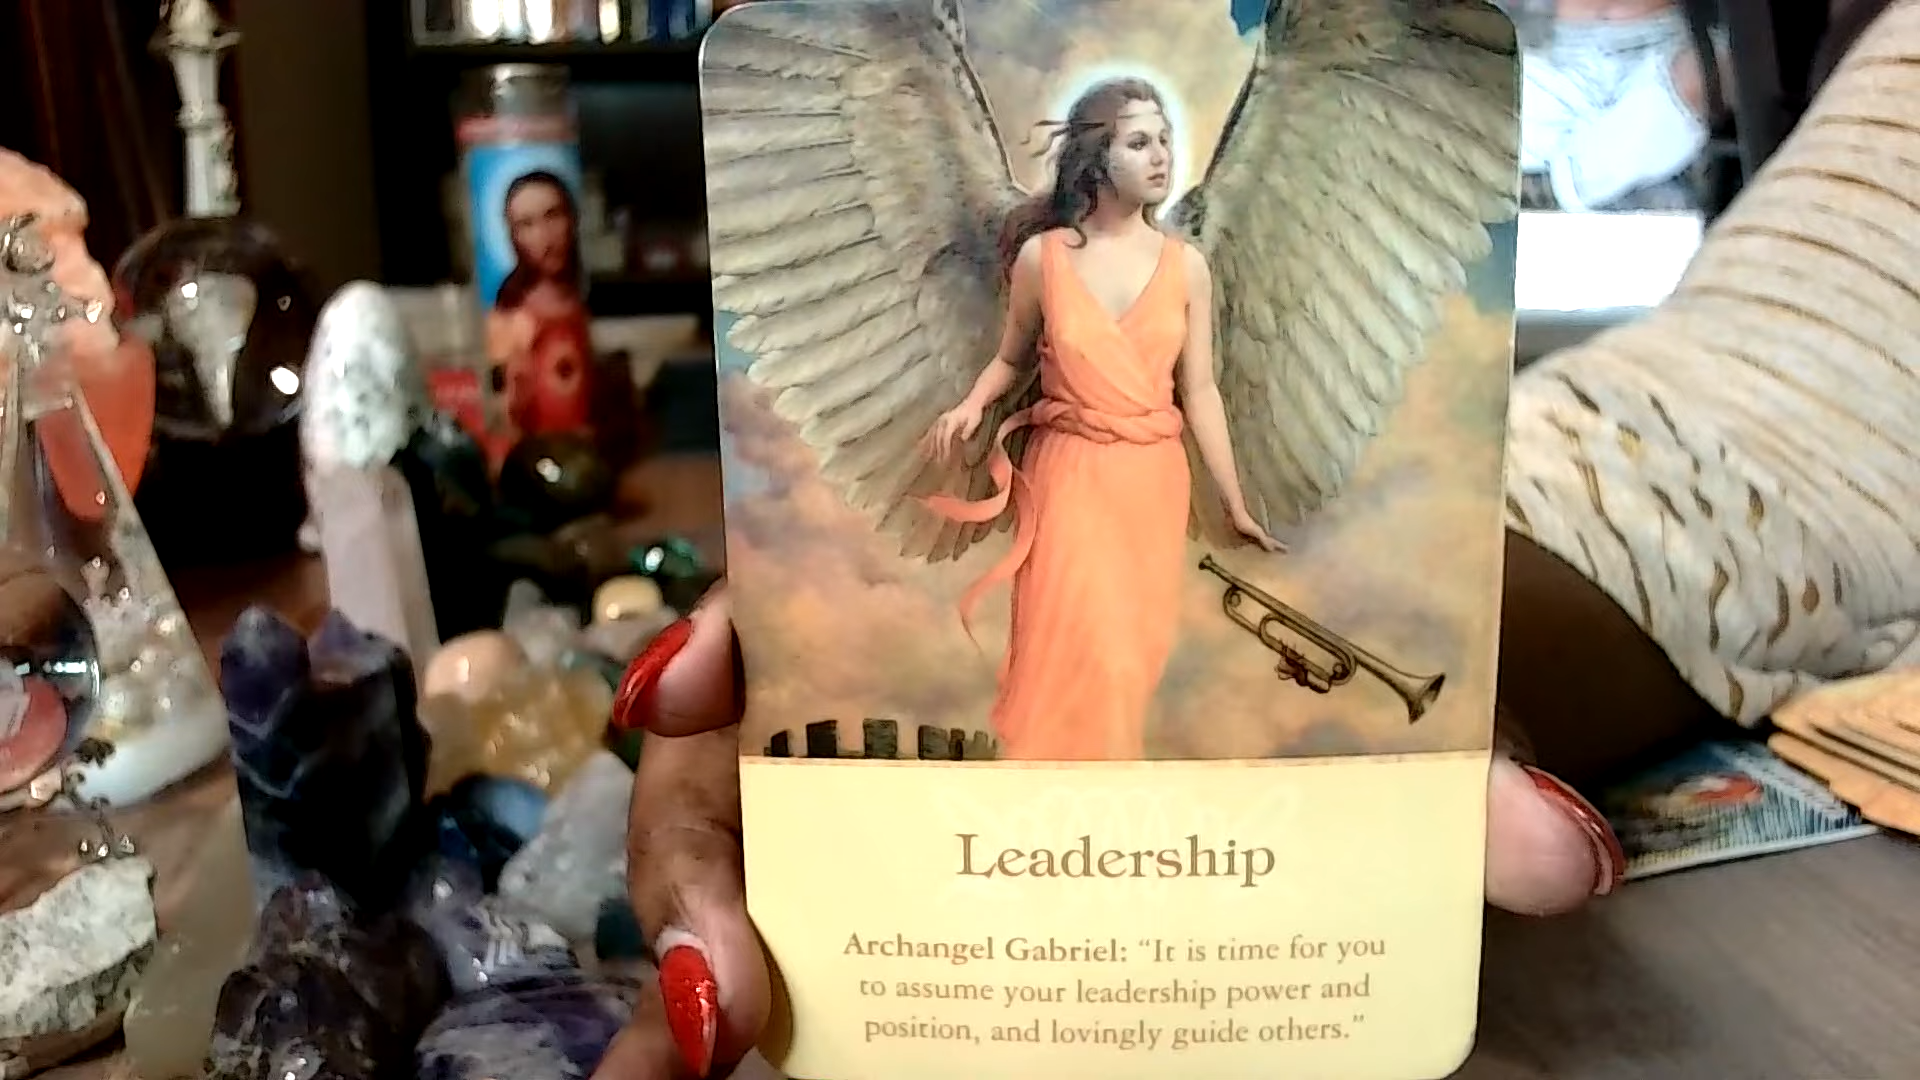 Leadership
Archangel Gabriel: “It is time for you
to assume your leadership power and
position, and lovingly guide others.”